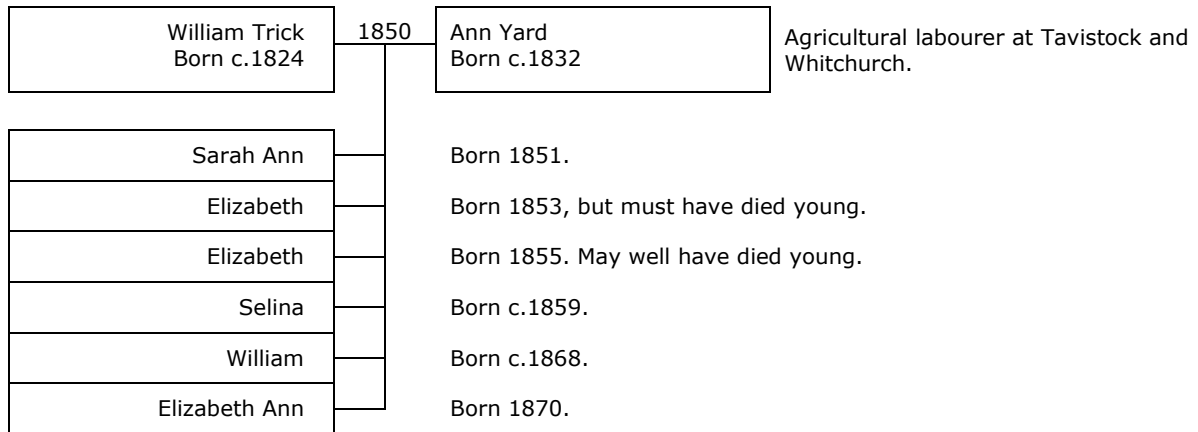 William Trick
Born c.1824
1850
Ann Yard
Born c.1832
Agricultural labourer at Tavistock and
Whitchurch.
Sarah Ann
Born 1851.
Elizabeth
Born 1853, but must have died young.
Elizabeth
Born 1855. May well have died young.
Selina
Born c.1859.
William
Born c.1868.
Elizabeth Ann
Born 1870.